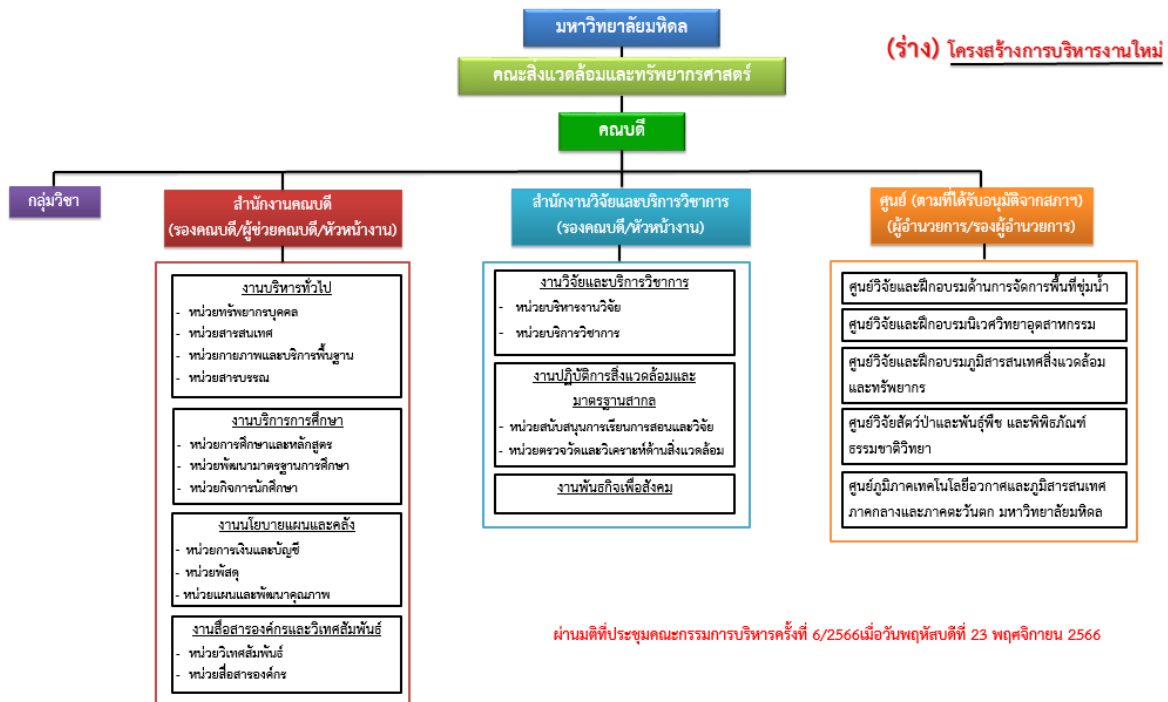 มหาวิทยาลัยมหิดล
(ร่าง) โครงสร้างการบริหารงานใหม่
คณะสิ่งแวดล้อมและทรัพยากรศาสตร์
คณบดี
กลุ่มวิชา
สำนักงานคณบดี
(รองคณบดี/ผู้ช่วยคณบดี/หัวหน้างาน)
งานบริหารทั่วไป
- หน่วยทรัพยากรบุคคล
- หน่วยสารสนเทศ
- หน่วยกายภาพและบริการพื้นฐาน
- หน่วยสารบรรณ
งานบริการการศึกษา
- หน่วยการศึกษาและหลักสูตร
- หน่วยพัฒนามาตรฐานการศึกษา
- หน่วยกิจการนักศึกษา
งานนโยบายแผนและคลัง
- หน่วยการเงินและบัญชี
- หน่วยพัสดุ
- หน่วยแผนและพัฒนาคุณภาพ
งานสื่อสารองค์กรและวิเทศสัมพันธ์
- หน่วยวิเทศสัมพันธ์
- หน่วยสื่อสารองค์กร
สำนักงานวิจัยและบริการวิชาการ
(รองคณบดี/หัวหน้างาน)
งานวิจัยและบริการวิชาการ
- หน่วยบริหารงานวิจัย
- หน่วยบริการวิชาการ
งานปฏิบัติการสิ่งแวดล้อมและ
มาตรฐานสากล
- หน่วยสนับสนุนการเรียนการสอนและวิจัย
- หน่วยตรวจวัดและวิเคราะห์ด้านสิ่งแวดล้อม
งานพันธกิจเพื่อสังคม
ศูนย์ (ตามที่ได้รับอนุมัติจากสภาฯ)
(ผู้อำนวยการ/รองผู้อำนวยการ)
ศูนย์วิจัยและฝึกอบรมด้านการจัดการพื้นที่ชุ่มน้ำ
ศูนย์วิจัยและฝึกอบรมนิเวศวิทยาอุตสาหกรรม
ศูนย์วิจัยและฝึกอบรมภูมิสารสนเทศสิ่งแวดล้อม
และทรัพยากร
ศูนย์วิจัยสัตว์ป่าและพันธุ์พืช และพิพิธภัณฑ์
ธรรมชาติวิทยา
ศูนย์ภูมิภาคเทคโนโลยีอวกาศและภูมิสารสนเทศ
ภาคกลางและภาคตะวันตก มหาวิทยาลัยมหิดล
ผ่านมติที่ประชุมคณะกรรมการบริหารครั้งที่ 6/2566เมื่อวันพฤหัสบดีที่ 23 พฤศจิกายน 2566